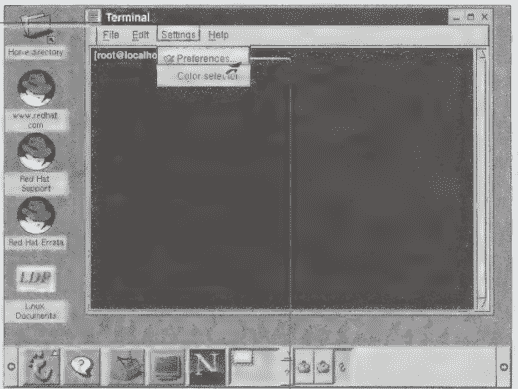 Terminal
File Edit Settings Help
[root@localho
Preferences...
Color selector
Home directory
www.redhat.
com
Red Hat
Support
Red Hat Errata
LDP
Linux
Documents
N